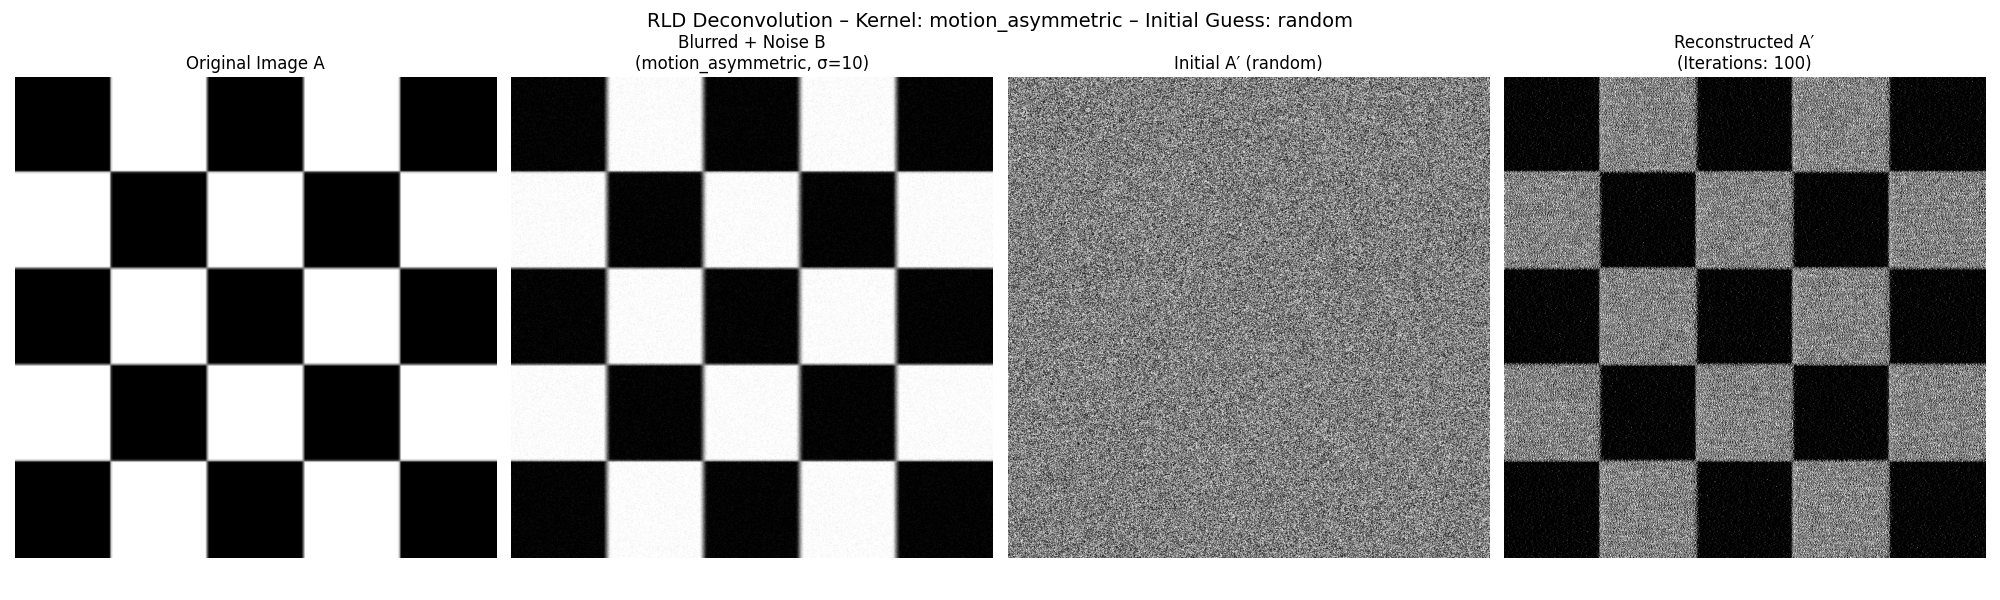 RLD Deconvolution – Kernel: motion_asymmetric – Initial Guess: random
Original Image A
Blurred + Noise B
(motion_asymmetric, σ=10)
Initial A′ (random)
Reconstructed A′
(Iterations: 100)